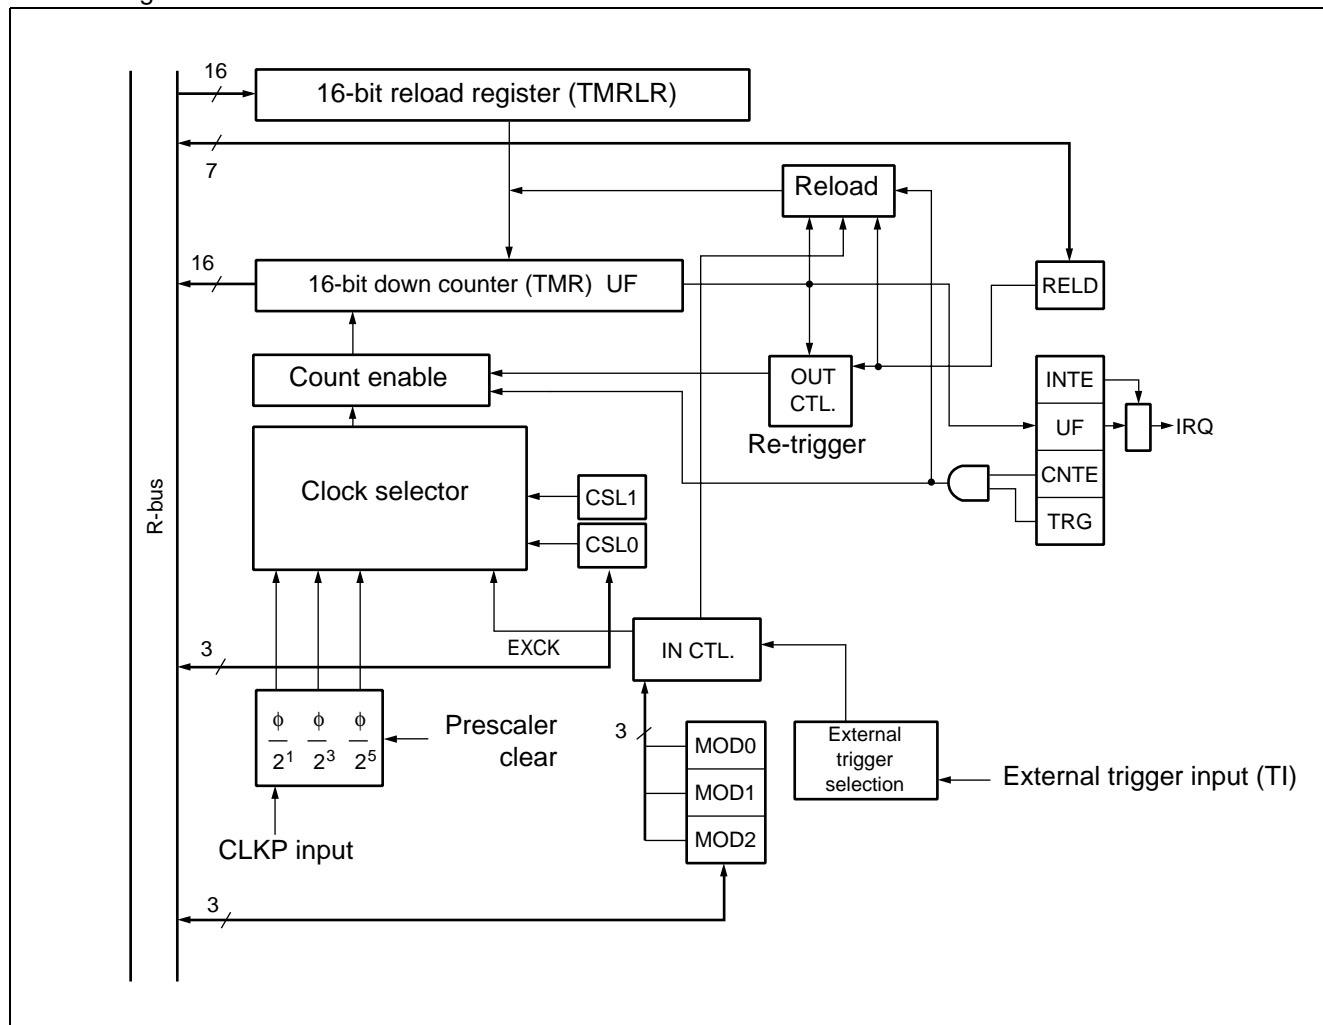 16
16-bit reload register (TMRLR)
7
Reload
16
16-bit down counter (TMR) UF
RELD
Count enable
OUT
CTL.
Re-trigger
INTE
UF
CNTE
TRG
IRQ
R-bus
Clock selector
CSL1
CSL0
EXCK
IN CTL.
3
ϕ ϕ ϕ
2¹ 2³ 2⁵
Prescaler
clear
CLKP input
3
MOD0
MOD1
MOD2
External
trigger
selection
External trigger input (TI)
3